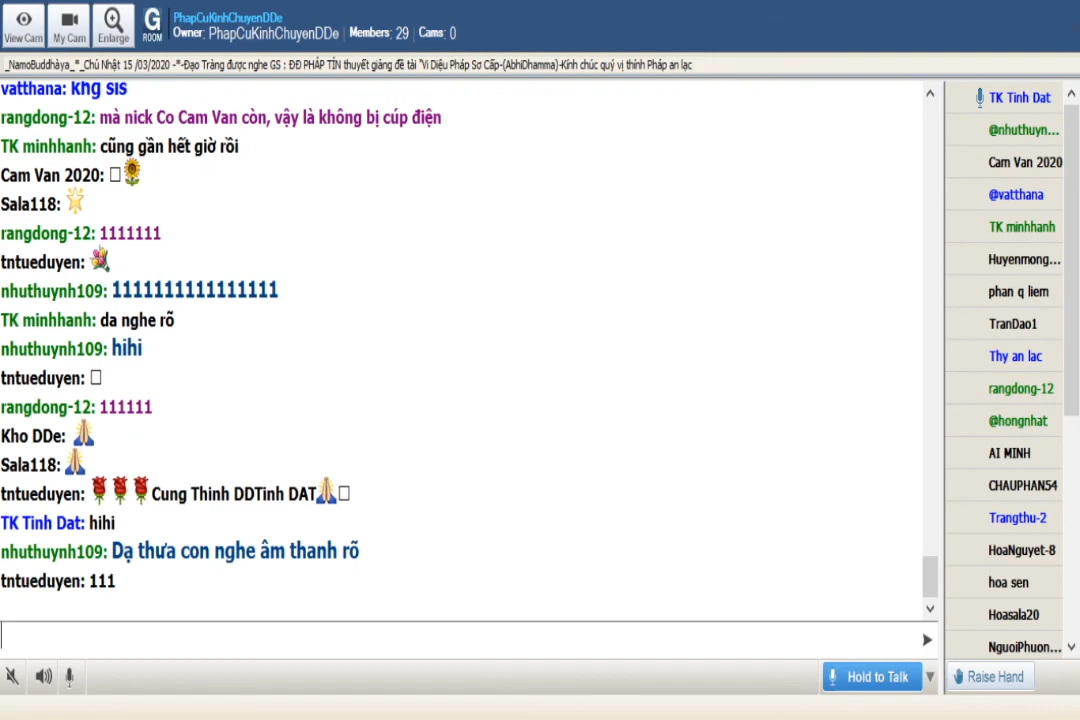 View Cam My Cam Enlarge G ROOM
PhapCuKinhChuyenDDe
Owner: PhapCuKinhChuyenDDe Members: 29 Cams: 0
_NamoBuddhàya_*_Chủ Nhật 15 /03/2020 -*-Đạo Tràng được nghe GS : ĐĐ PHÁP TÍN thuyết giảng đề tài "Vi Diệu Pháp Sơ Cấp-(AbhiDhamma)-Kính chúc quý vị thính Pháp an lạc
vatthana: khg sis
rangdong-12: mà nick Co Cam Van còn, vậy là không bị cúp điện
TK minhhanh: cũng gần hết giờ rồi
Cam Van 2020:
Sala118:
rangdong-12: 1111111
tntueduyen:
nhuthuynh109: 1111111111111111
TK minhhanh: da nghe rõ
nhuthuynh109: hihi
tntueduyen:
rangdong-12: 111111
Kho DDe:
Sala118:
tntueduyen: Cung Thinh DDTinh DAT
TK Tinh Dat: hihi
nhuthuynh109: Dạ thưa con nghe âm thanh rõ
tntueduyen: 111
TK Tinh Dat
@nhuthuyn...
Cam Van 2020
@vatthana
TK minhhanh
Huyenmong...
phan q liem
TranDao1
Thy an lac
rangdong-12
@hongnhat
AI MINH
CHAUPHAN54
Trangthu-2
HoaNguyet-8
hoa sen
Hoasala20
NguoiPhuon...
Hold to Talk
Raise Hand